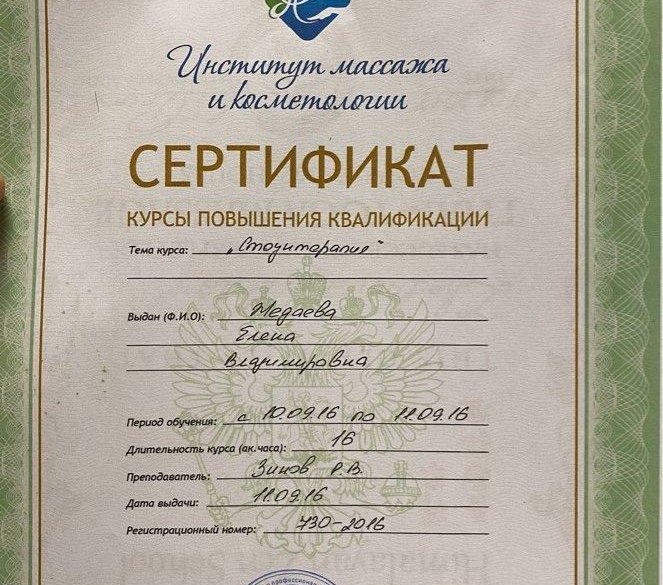 Институт массажа
и косметологии
СЕРТИФИКАТ
КУРСЫ ПОВЫШЕНИЯ КВАЛИФИКАЦИИ
Тема курса: „Стоунтерапия"
Выдан (Ф.И.О): Медаева
Елена
Владимировна
Период обучения: с 10.09.16 по 11.09.16
Длительность курса (ак.часа): 16
Преподаватель: Зинов Р.В.
Дата выдачи: 11.09.16
Регистрационный номер: 730-2016